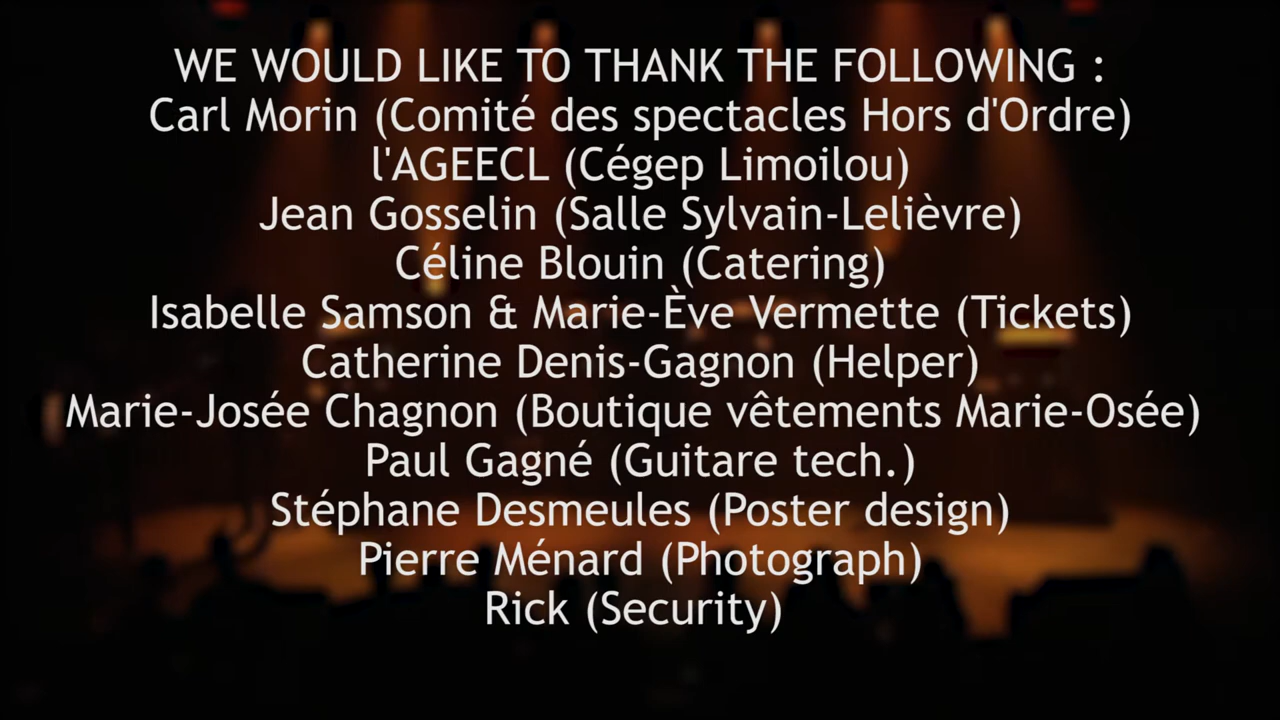 WE WOULD LIKE TO THANK THE FOLLOWING :
Carl Morin (Comité des spectacles Hors d'Ordre)
l'AGEECL (Cégep Limoilou)
Jean Gosselin (Salle Sylvain-Lelièvre)
Céline Blouin (Catering)
Isabelle Samson & Marie-Ève Vermette (Tickets)
Catherine Denis-Gagnon (Helper)
Marie-Josée Chagnon (Boutique vêtements Marie-Osée)
Paul Gagné (Guitare tech.)
Stéphane Desmeules (Poster design)
Pierre Ménard (Photograph)
Rick (Security)